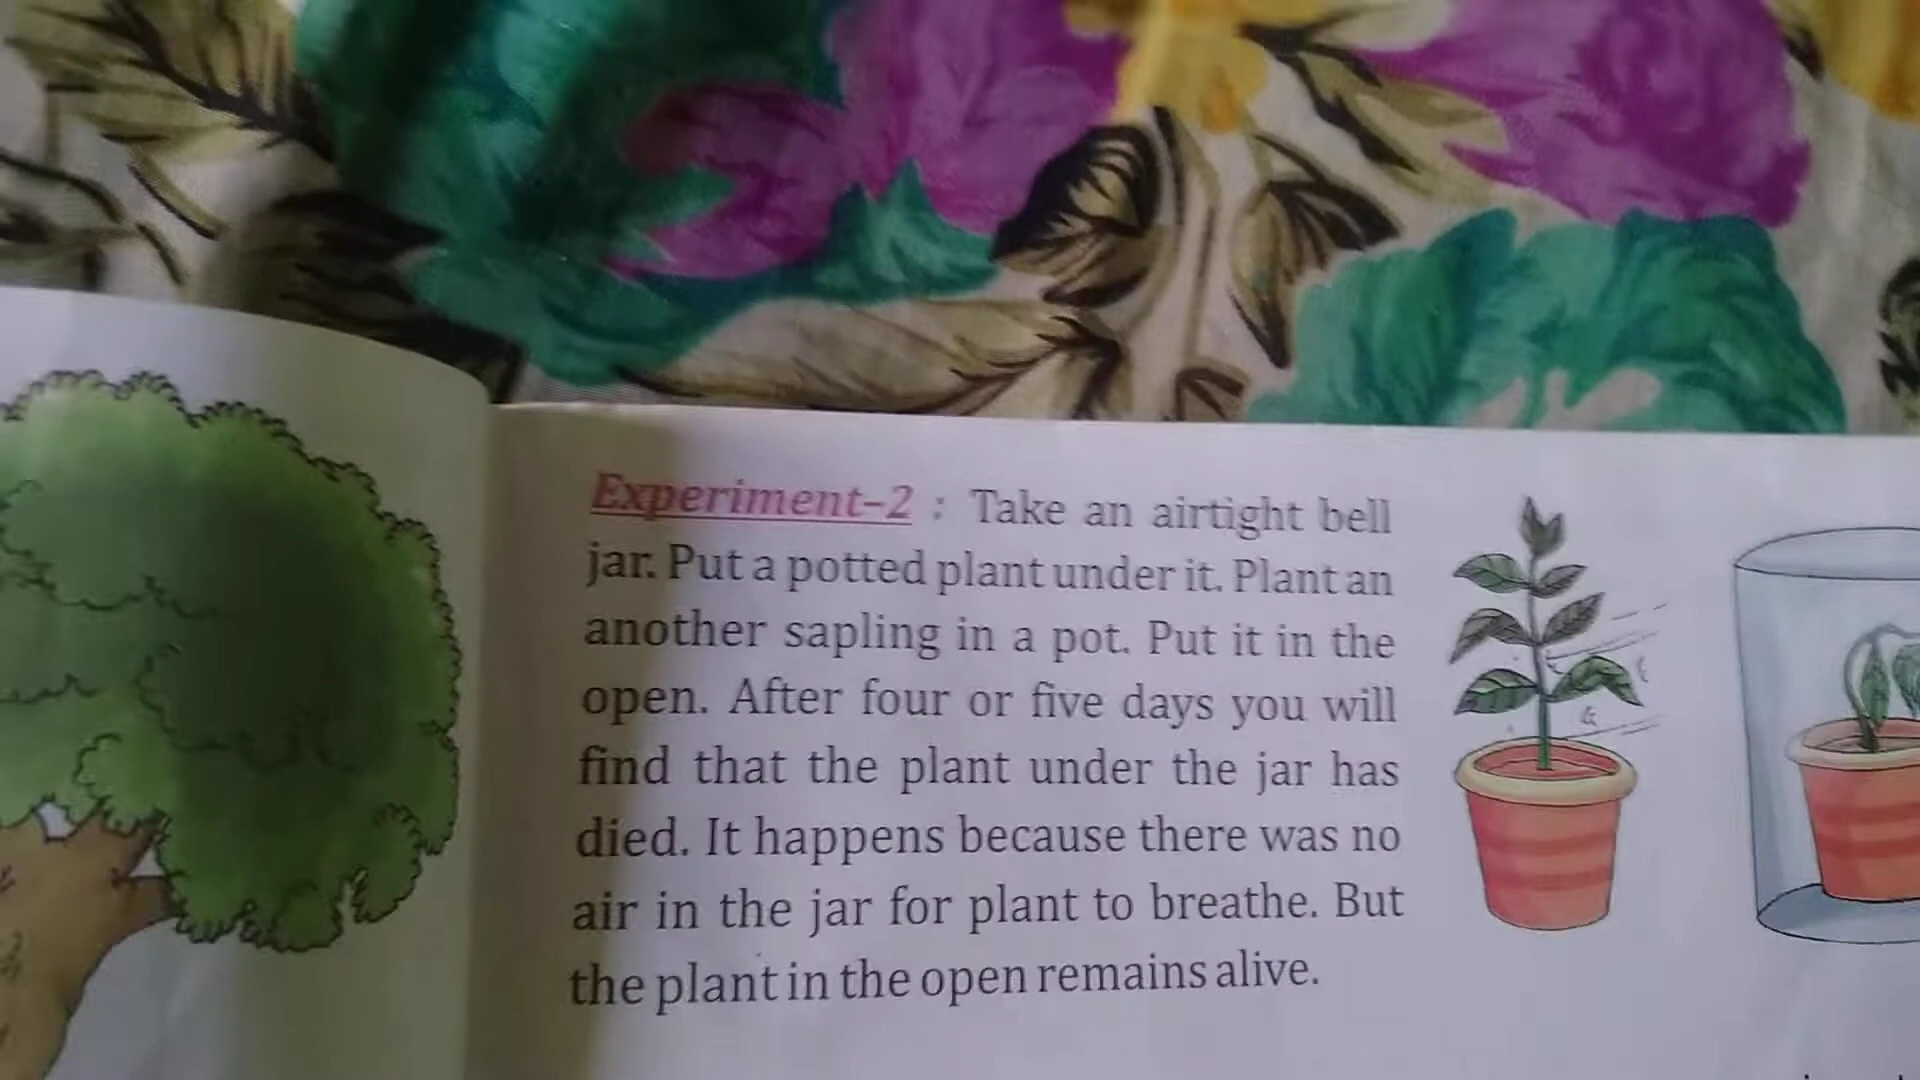 Experiment–2 : Take an airtight bell
jar. Put a potted plant under it. Plant an
another sapling in a pot. Put it in the
open. After four or five days you will
find that the plant under the jar has
died. It happens because there was no
air in the jar for plant to breathe. But
the plant in the open remains alive.